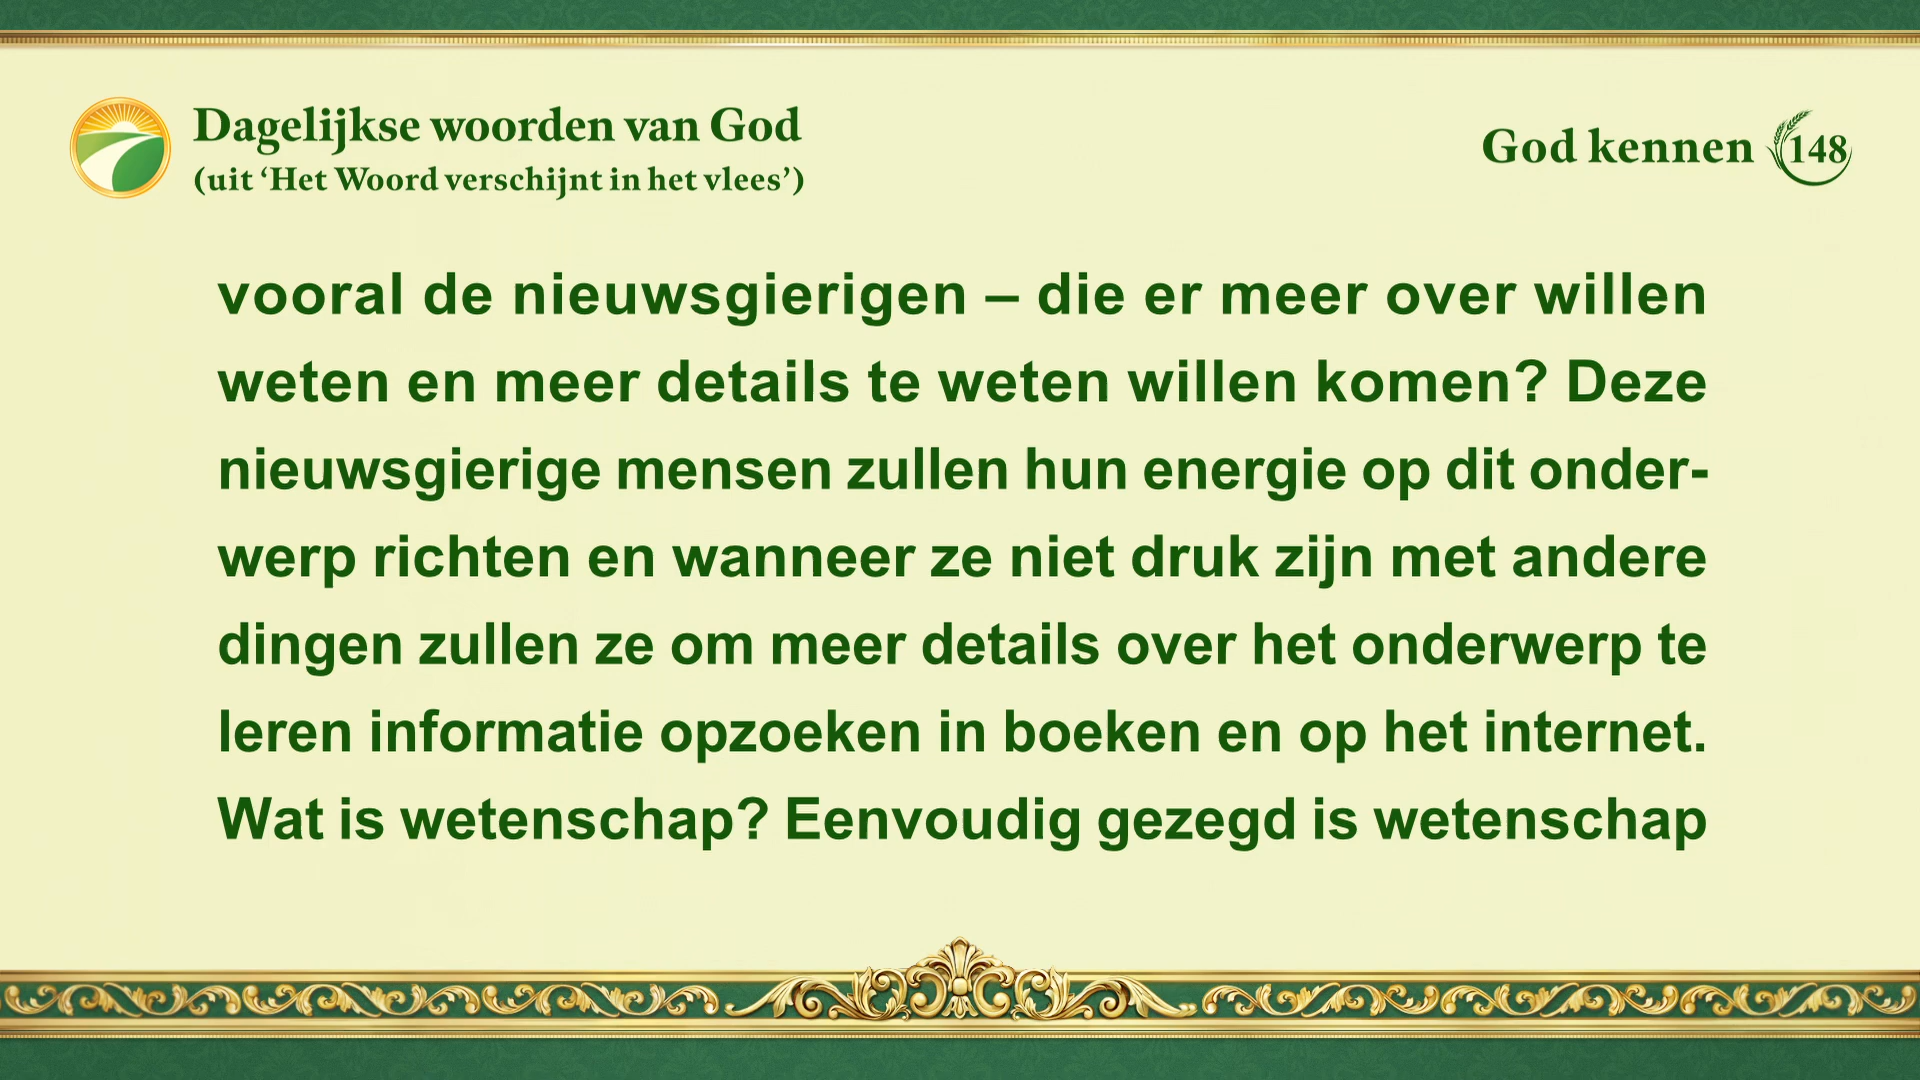 Dagelijkse woorden van God
(uit ‘Het Woord verschijnt in het vlees’)
God kennen 148
vooral de nieuwsgierigen – die er meer over willen
weten en meer details te weten willen komen? Deze
nieuwsgierige mensen zullen hun energie op dit onder-
werp richten en wanneer ze niet druk zijn met andere
dingen zullen ze om meer details over het onderwerp te
leren informatie opzoeken in boeken en op het internet.
Wat is wetenschap? Eenvoudig gezegd is wetenschap